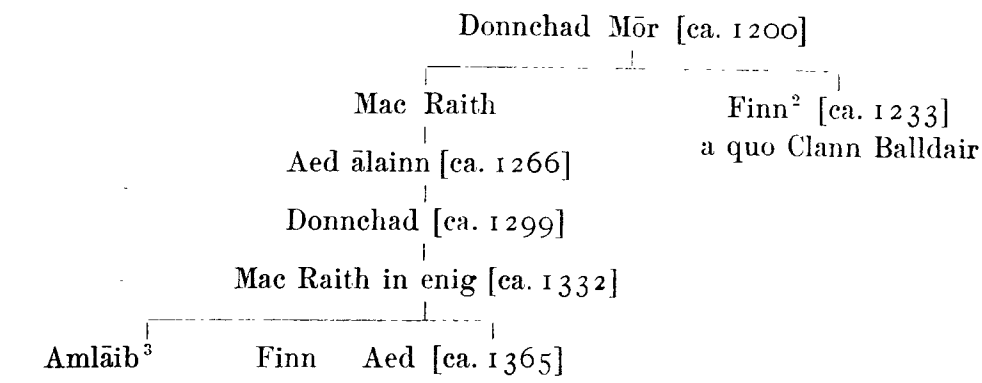 Donnchad Mōr [ca. 1200]
Mac Raith Finn² [ca. 1233]
a quo Clann Balldair
Aed ālainn [ca. 1266]
Donnchad [ca. 1299]
Mac Raith in enig [ca. 1332]
Amlāib³ Finn Aed [ca. 1365]